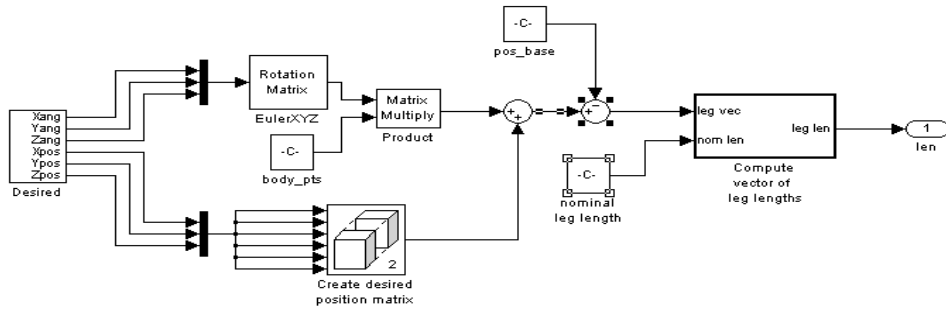 -C-
pos_base
Rotation
Matrix
EulerXYZ
Matrix
Multiply
Product
-C-
body_pts
Xang
Yang
Zang
Xpos
Ypos
Zpos
Desired
+
+
+
−
leg vec
nom len
leg len
Compute
vector of
leg lengths
1
len
-C-
nominal
leg length
2
Create desired
position matrix